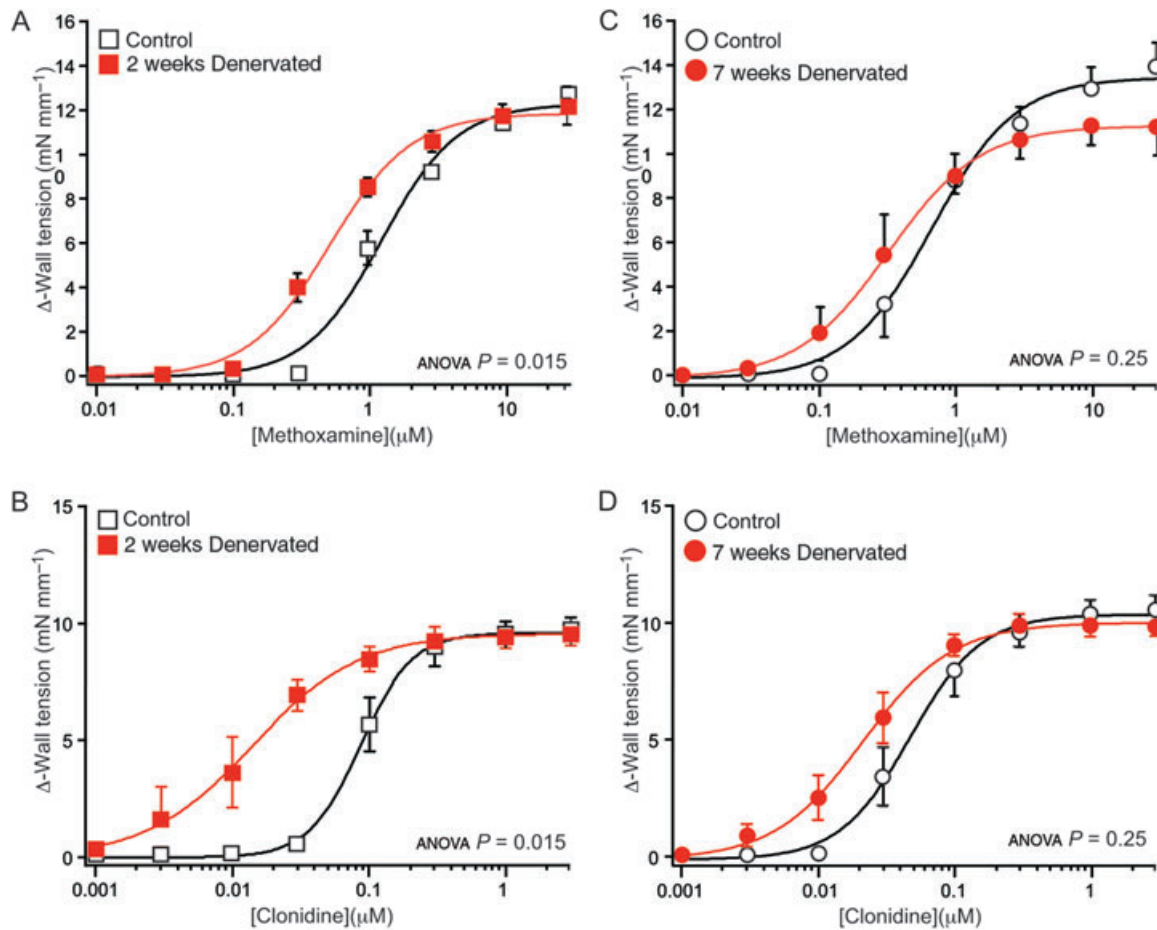 A
Control
2 weeks Denervated
Δ-Wall tension (mN mm⁻¹)
16
14
12
1
0
8
6
4
2
0
ANOVA P = 0.015
0.01
0.1
1
10
[Methoxamine](μM)
C
Control
7 weeks Denervated
Δ-Wall tension (mN mm⁻¹)
16
14
12
1
0
8
6
4
2
0
ANOVA P = 0.25
0.01
0.1
1
10
[Methoxamine](μM)
B
Control
2 weeks Denervated
Δ-Wall tension (mN mm⁻¹)
15
10
5
0
ANOVA P = 0.015
0.001
0.01
0.1
1
[Clonidine](μM)
D
Control
7 weeks Denervated
Δ-Wall tension (mN mm⁻¹)
15
10
5
0
ANOVA P = 0.25
0.001
0.01
0.1
1
[Clonidine](μM)